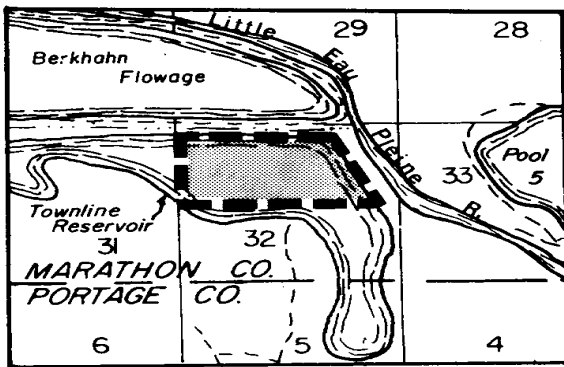 29
28
Little Eau Pleine R.
Berkhahn
Flowage
Pool
5
33
Townline
Reservoir
31
32
MARATHON CO.
PORTAGE CO.
6
5
4